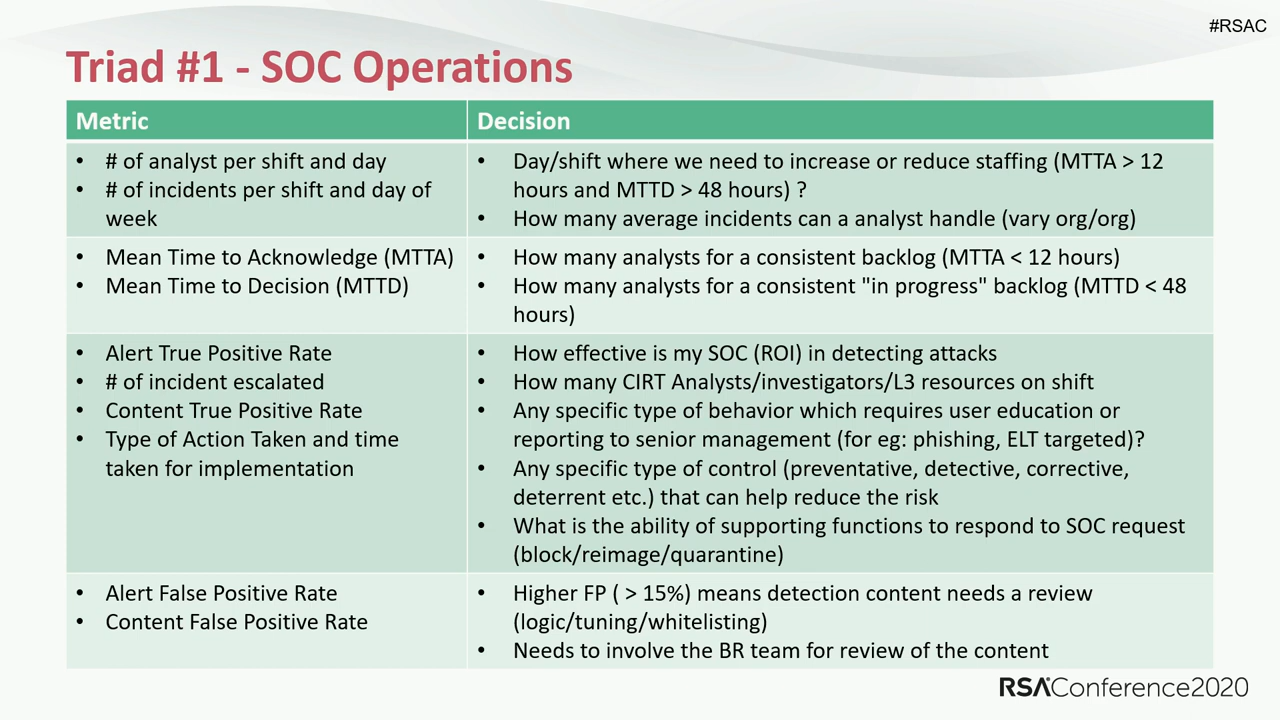 #RSAC
Triad #1 - SOC Operations
Metric
Decision
• # of analyst per shift and day
• # of incidents per shift and day of
week
• Day/shift where we need to increase or reduce staffing (MTTA > 12
hours and MTTD > 48 hours) ?
• How many average incidents can a analyst handle (vary org/org)
• Mean Time to Acknowledge (MTTA)
• Mean Time to Decision (MTTD)
• How many analysts for a consistent backlog (MTTA < 12 hours)
• How many analysts for a consistent "in progress" backlog (MTTD < 48
hours)
• Alert True Positive Rate
• # of incident escalated
• Content True Positive Rate
• Type of Action Taken and time
taken for implementation
• How effective is my SOC (ROI) in detecting attacks
• How many CIRT Analysts/investigators/L3 resources on shift
• Any specific type of behavior which requires user education or
reporting to senior management (for eg: phishing, ELT targeted)?
• Any specific type of control (preventative, detective, corrective,
deterrent etc.) that can help reduce the risk
• What is the ability of supporting functions to respond to SOC request
(block/reimage/quarantine)
• Alert False Positive Rate
• Content False Positive Rate
• Higher FP ( > 15%) means detection content needs a review
(logic/tuning/whitelisting)
• Needs to involve the BR team for review of the content
RSA Conference2020